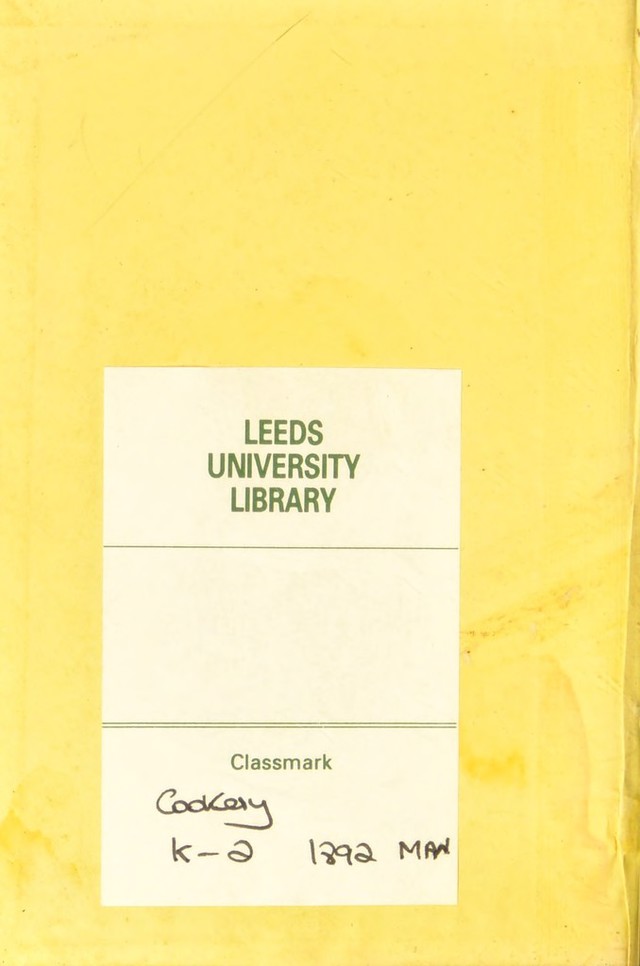 LEEDS
UNIVERSITY
LIBRARY
Classmark
Cookery
K-2 1892 MAN